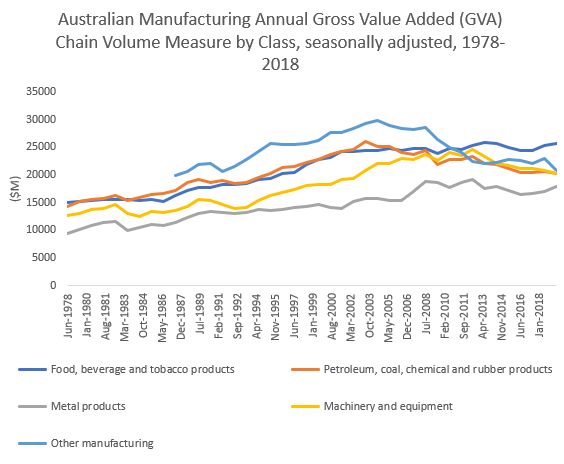 Australian Manufacturing Annual Gross Value Added (GVA)
Chain Volume Measure by Class, seasonally adjusted, 1978-
2018
35000
30000
25000
20000
15000
10000
5000
0
($M)
Jun-1978
Jan-1980
Aug-1981
Mar-1983
Oct-1984
May-1986
Dec-1987
Jul-1989
Feb-1991
Sep-1992
Apr-1994
Nov-1995
Jun-1997
Jan-1999
Aug-2000
Mar-2002
Oct-2003
May-2005
Dec-2006
Jul-2008
Feb-2010
Sep-2011
Apr-2013
Nov-2014
Jun-2016
Jan-2018
Food, beverage and tobacco products
Petroleum, coal, chemical and rubber products
Metal products
Machinery and equipment
Other manufacturing